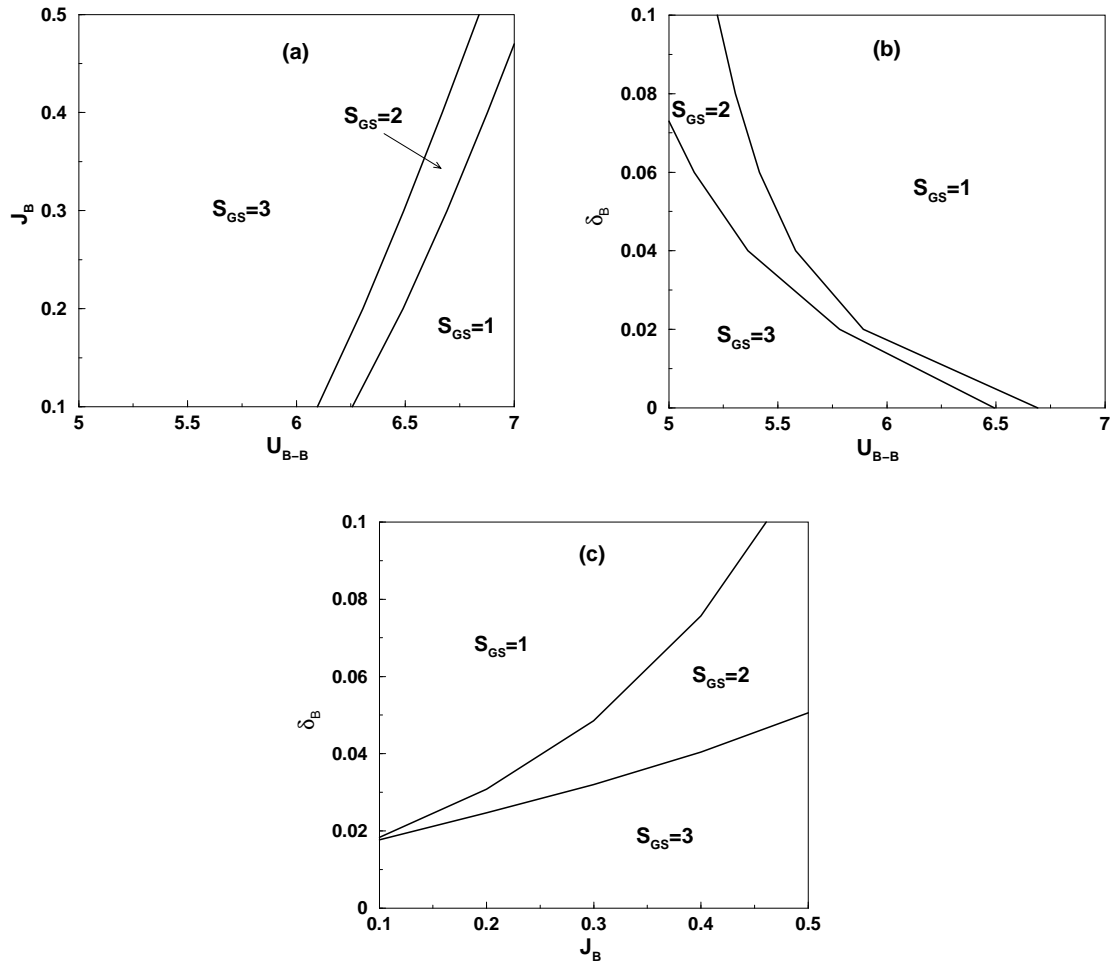 0.5
(a)
S_GS=2
0.4
J_B
0.3
S_GS=3
0.2
S_GS=1
0.1
5 5.5 6 6.5 7
U_B−B
0.1
(b)
0.08
S_GS=2
0.06
S_GS=1
δ_B
0.04
0.02
S_GS=3
0
5 5.5 6 6.5 7
U_B−B
0.1
(c)
0.08
S_GS=1
0.06
S_GS=2
δ_B
0.04
0.02
S_GS=3
0
0.1 0.2 0.3 0.4 0.5
J_B